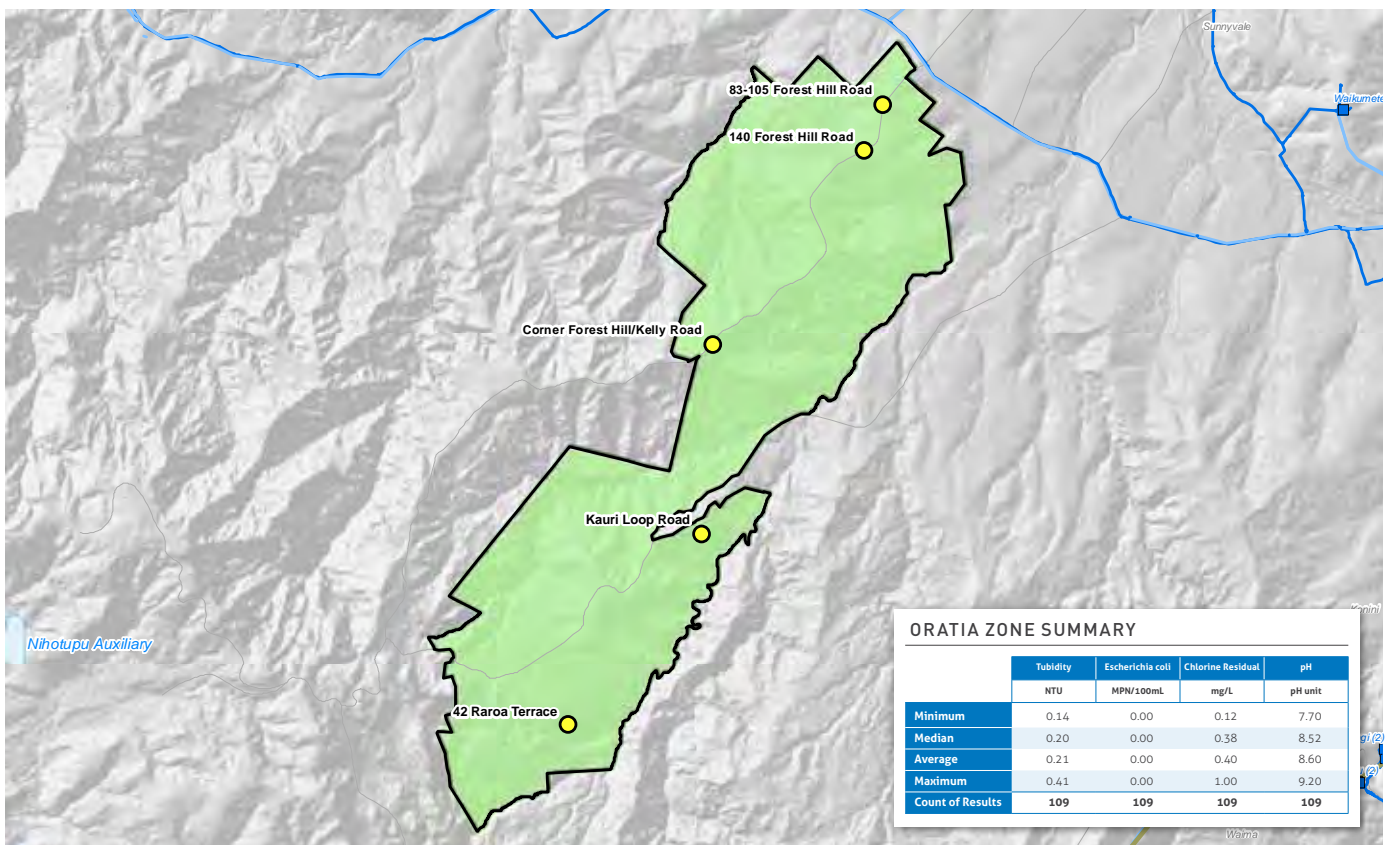 Sunnyvale
83-105 Forest Hill Road
Waikumete
140 Forest Hill Road
Corner Forest Hill/Kelly Road
Kauri Loop Road
Nihotupu Auxiliary
42 Raroa Terrace
ORATIA ZONE SUMMARY
Tubidity Escherichia coli Chlorine Residual pH
NTU MPN/100mL mg/L pH unit
Minimum 0.14 0.00 0.12 7.70
Median 0.20 0.00 0.38 8.52
Average 0.21 0.00 0.40 8.60
Maximum 0.41 0.00 1.00 9.20
Count of Results 109 109 109 109
(2)
(2)